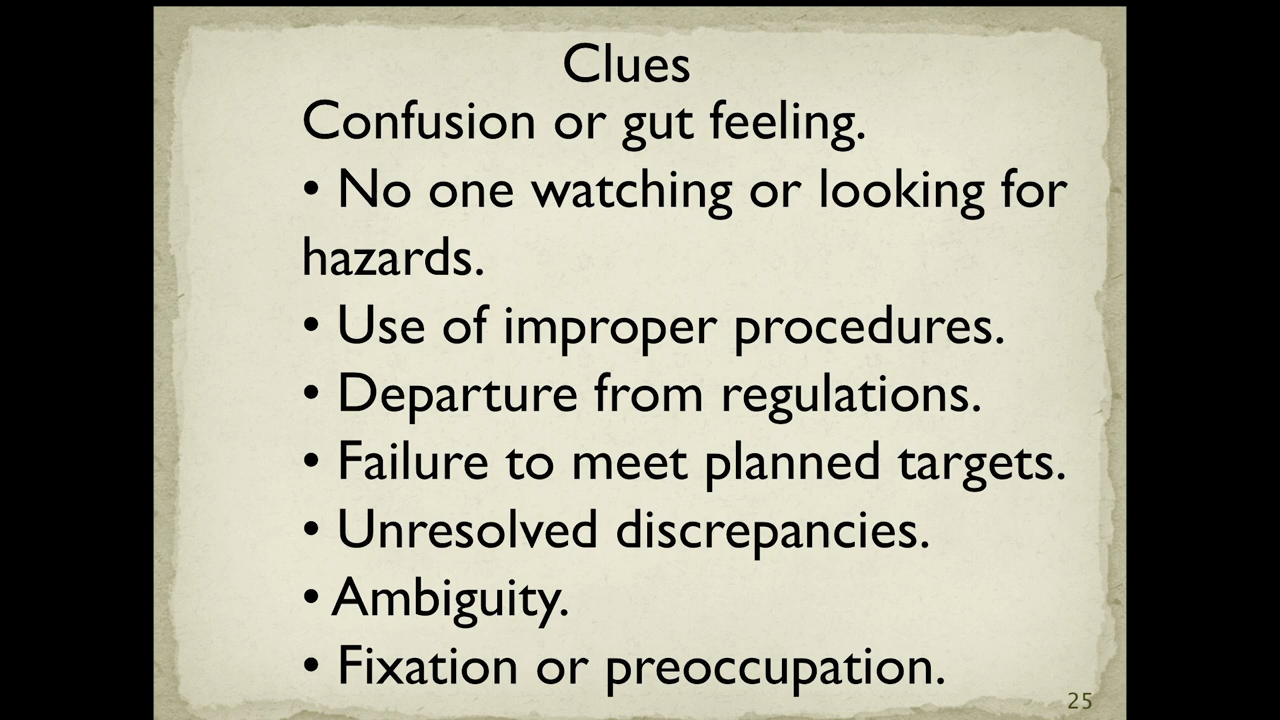 Clues
Confusion or gut feeling.
• No one watching or looking for
hazards.
• Use of improper procedures.
• Departure from regulations.
• Failure to meet planned targets.
• Unresolved discrepancies.
• Ambiguity.
• Fixation or preoccupation.
25